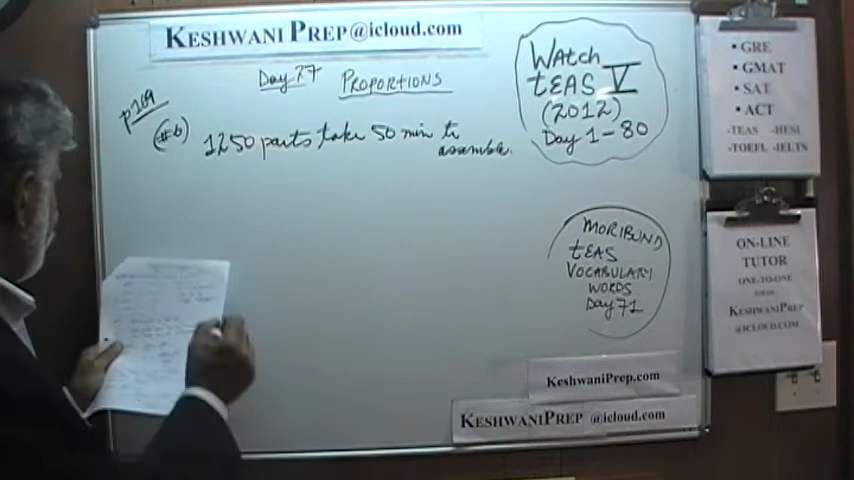 KESHWANI PREP@icloud.com
Day 77 PROPORTIONS
p209
(#6) 1250 parts take 50 min to
assemble.
WAtch
tEAS V
(2012)
Day 1-80
MORIBUND
tEAS
VOCABULARY
WORDS
Day 71
▪ GRE
▪ GMAT
▪ SAT
▪ ACT
-TEAS -HESI
-TOEFL -IELTS
ON-LINE
TUTOR
ONE-TO-ONE
KESHWANIPREP
@ICLOUD.COM
KESHWANIPREP.COM
KESHWANIPREP @icloud.com